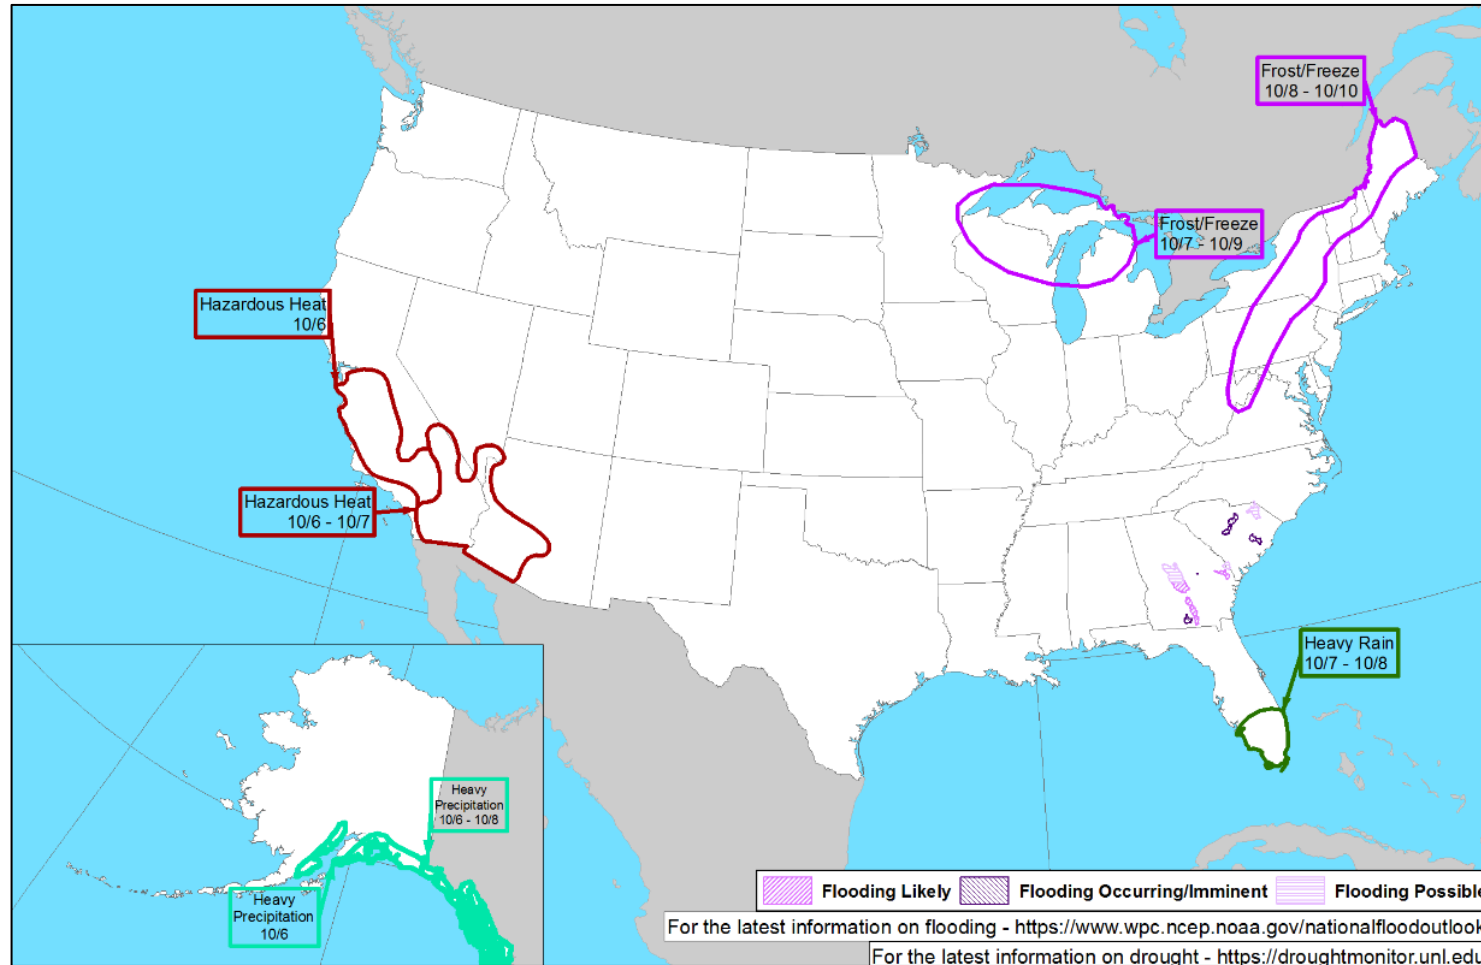 Frost/Freeze
10/8 - 10/10
Frost/Freeze
10/7 - 10/9
Hazardous Heat
10/6
Hazardous Heat
10/6 - 10/7
Heavy Rain
10/7 - 10/8
Heavy
Precipitation
10/6 - 10/8
Heavy
Precipitation
10/6
Flooding Likely
Flooding Occurring/Imminent
Flooding Possible
For the latest information on flooding - https://www.wpc.ncep.noaa.gov/nationalfloodoutlook
For the latest information on drought - https://droughtmonitor.unl.edu